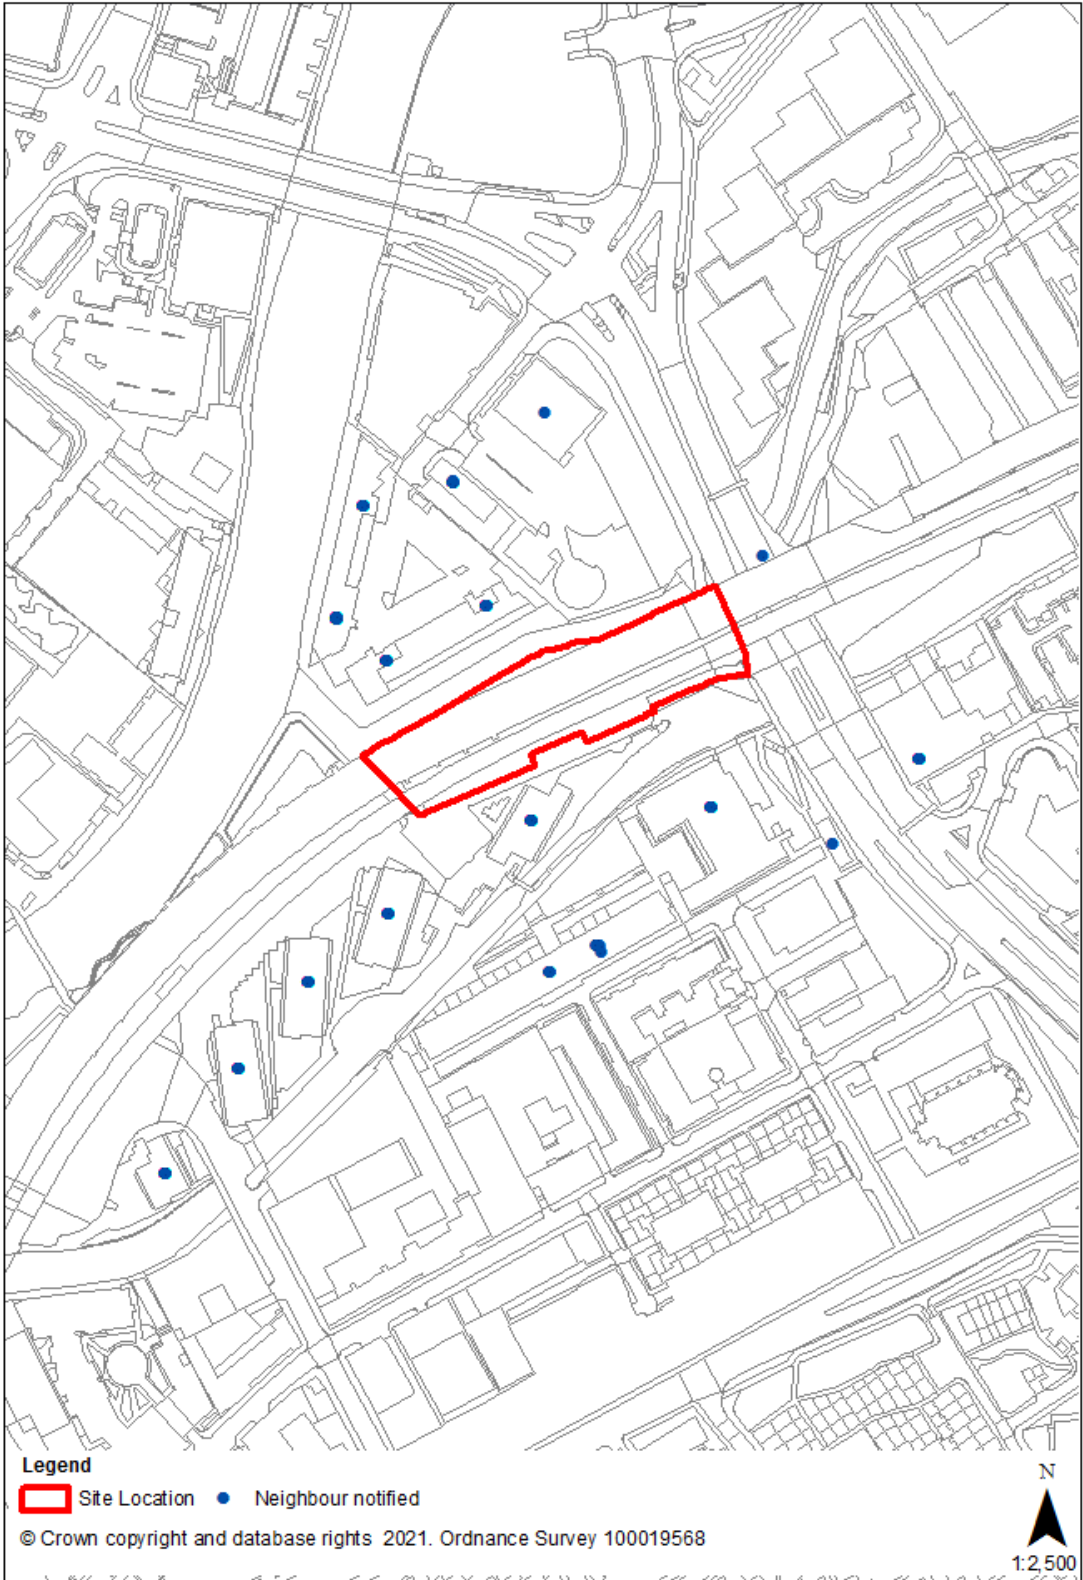 Legend
Site Location Neighbour notified
© Crown copyright and database rights 2021. Ordnance Survey 100019568
N
1:2,500